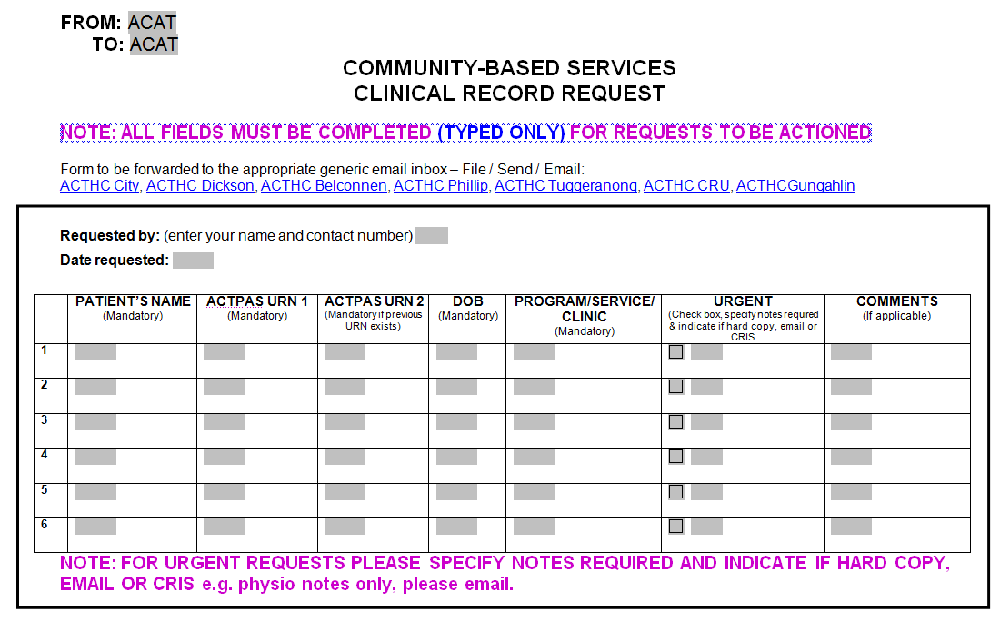 FROM: ACAT
TO: ACAT
COMMUNITY-BASED SERVICES
CLINICAL RECORD REQUEST
NOTE: ALL FIELDS MUST BE COMPLETED (TYPED ONLY) FOR REQUESTS TO BE ACTIONED
Form to be forwarded to the appropriate generic email inbox – File / Send / Email:
ACTHC City, ACTHC Dickson, ACTHC Belconnen, ACTHC Phillip, ACTHC Tuggeranong, ACTHC CRU, ACTHCGungahlin
Requested by: (enter your name and contact number)
Date requested:
PATIENT'S NAME
(Mandatory)
ACTPAS URN 1
(Mandatory)
ACTPAS URN 2
(Mandatory if previous
URN exists)
DOB
(Mandatory)
PROGRAM/SERVICE/
CLINIC
(Mandatory)
URGENT
(Check box, specify notes required
& indicate if hard copy, email or
CRIS
COMMENTS
(If applicable)
1
2
3
4
5
6
NOTE: FOR URGENT REQUESTS PLEASE SPECIFY NOTES REQUIRED AND INDICATE IF HARD COPY,
EMAIL OR CRIS e.g. physio notes only, please email.